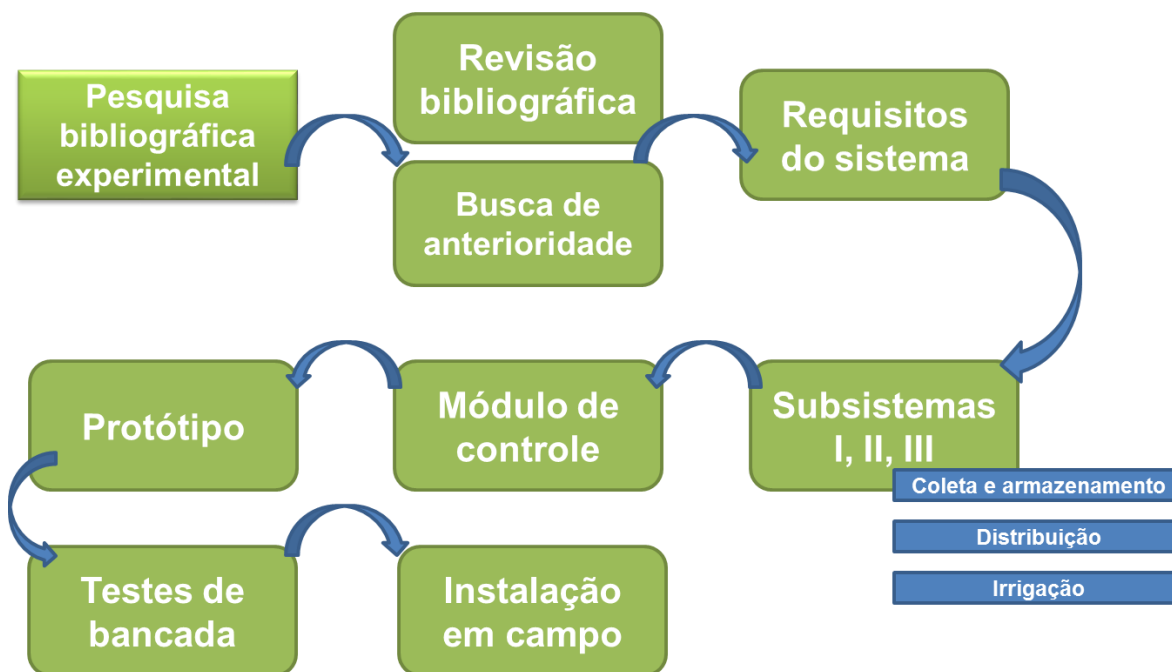 Pesquisa
bibliográfica
experimental
Revisão
bibliográfica
Busca de
anterioridade
Requisitos
do sistema
Subsistemas
I, II, III
Coleta e armazenamento
Distribuição
Irrigação
Módulo de
controle
Protótipo
Testes de
bancada
Instalação
em campo